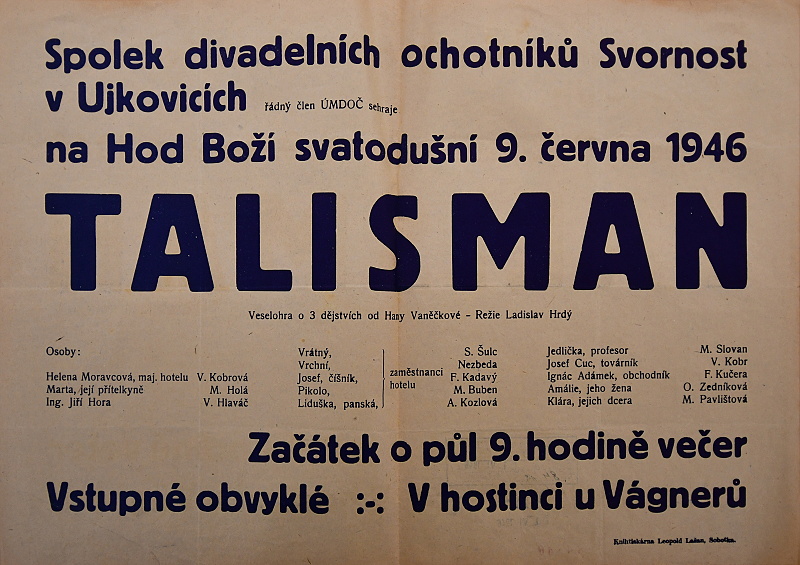 Spolek divadelních ochotníků Svornost
v Ujkovicích řádný člen ÚMDOČ sehraje
na Hod Boží svatodušní 9. června 1946
TALISMAN
Veselohra o 3 dějstvích od Hany Vaněčkové - Režie Ladislav Hrdý
Osoby:
Helena Moravcová, maj. hotelu V. Kobrová
Marta, její přítelkyně M. Holá
Ing. Jiří Hora V. Hlaváč
Vrátný, S. Šulc
Vrchní, Nezbeda
Josef, číšník, F. Kadavý
Pikolo, M. Buben
Liduška, panská, A. Kozlová
zaměstnanci
hotelu
Jedlička, profesor M. Slovan
Josef Cuc, továrník V. Kobr
Ignác Adámek, obchodník F. Kučera
Amálie, jeho žena O. Zedníková
Klára, jejich dcera M. Pavlištová
Začátek o půl 9. hodině večer
Vstupné obvyklé :-: V hostinci u Vágnerů
Knihtiskárna Leopold Lažan, Sobotka.